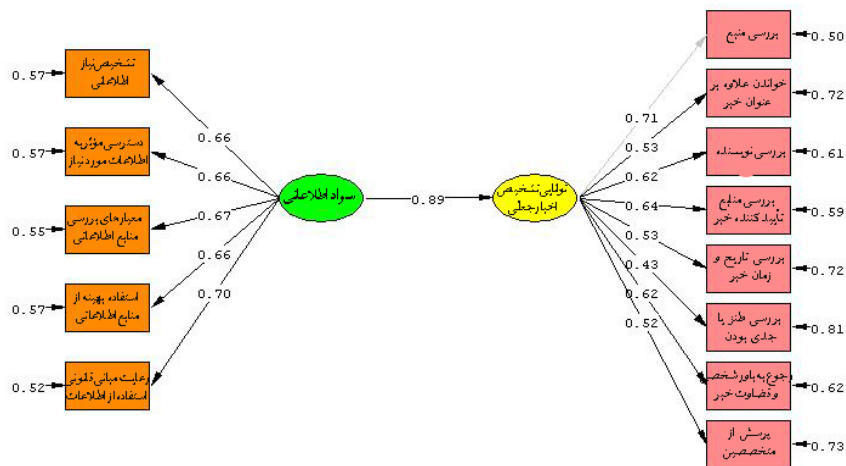 تشخیص نیاز
اطلاعاتی
0.57
دسترسی مؤثر به
اطلاعات مورد نیاز
0.57
معیارهای بررسی
منابع اطلاعاتی
0.55
استفاده بهینه از
منابع اطلاعاتی
0.57
رعایت مبانی قانونی
استفاده از اطلاعات
0.52
0.66
0.66
0.67
0.66
0.70
سواد اطلاعاتی
0.89
توانایی تشخیص
اخبار جعلی
0.71
0.53
0.62
0.64
0.53
0.43
0.62
0.52
بررسی منبع
0.50
خواندن علاوه بر
عنوان خبر
0.72
بررسی نویسنده
0.61
بررسی منابع
تأیید کننده خبر
0.59
بررسی تاریخ و
زمان خبر
0.72
بررسی طنز یا
جدی بودن
0.81
رجوع به باور شخصی
و قضاوت خبر
0.62
پرسش از
متخصصین
0.73